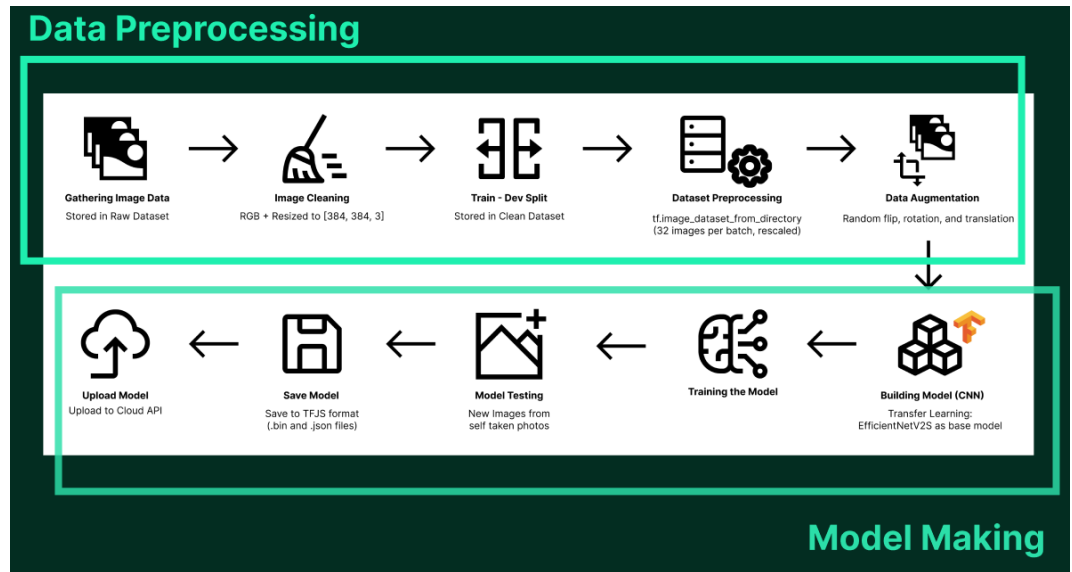 Data Preprocessing
Gathering Image Data
Stored in Raw Dataset
Image Cleaning
RGB + Resized to [384, 384, 3]
Train - Dev Split
Stored in Clean Dataset
Dataset Preprocessing
tf.image_dataset_from_directory
(32 images per batch, rescaled)
Data Augmentation
Random flip, rotation, and translation
Building Model (CNN)
Transfer Learning:
EfficientNetV2S as base model
Training the Model
Model Testing
New Images from
self taken photos
Save Model
Save to TFJS format
(.bin and .json files)
Upload Model
Upload to Cloud API
Model Making